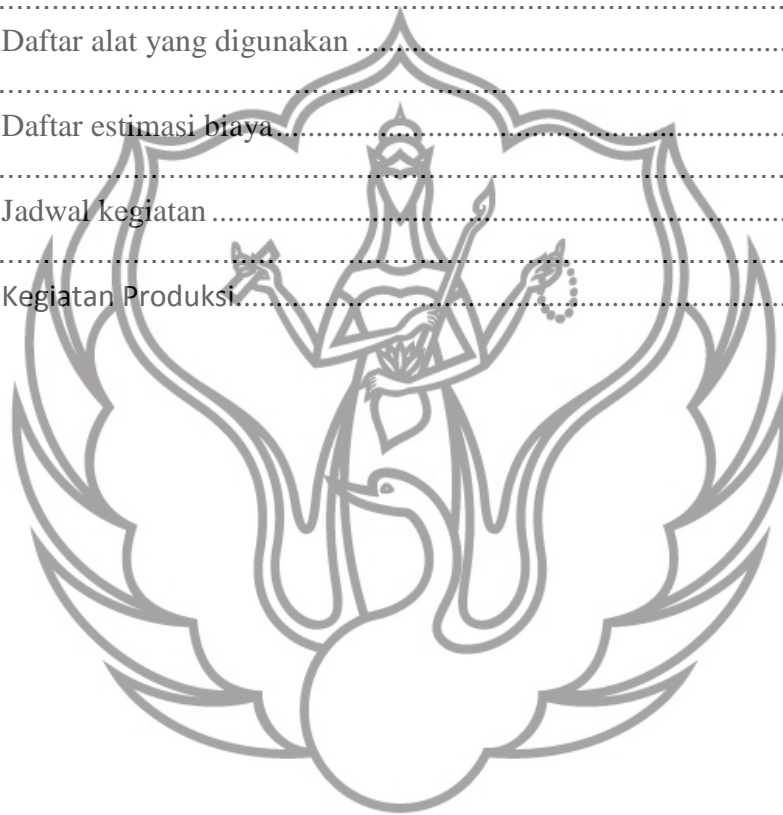 Daftar alat yang digunakan
Daftar estimasi biaya
Jadwal kegiatan
Kegiatan Produksi